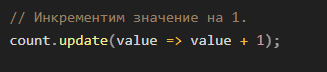 // Инкрементим значение на 1.
count.update(value => value + 1);